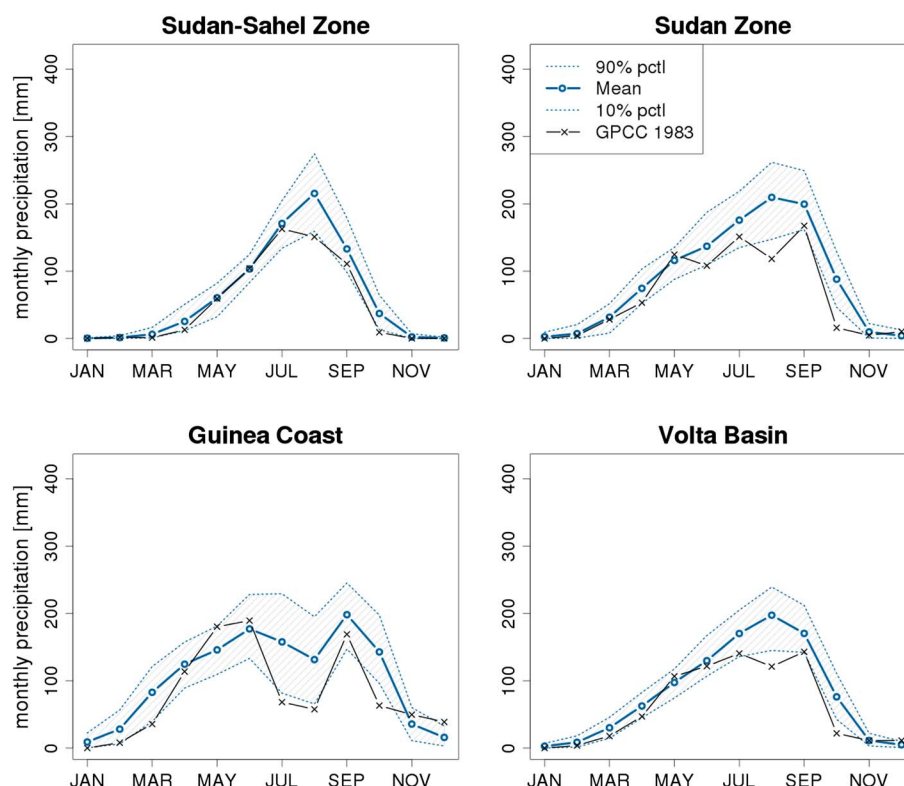 Sudan-Sahel Zone
monthly precipitation [mm]
400
300
200
100
0
JAN MAR MAY JUL SEP NOV
Sudan Zone
90% pctl
Mean
10% pctl
GPCC 1983
400
300
200
100
0
JAN MAR MAY JUL SEP NOV
Guinea Coast
monthly precipitation [mm]
400
300
200
100
0
JAN MAR MAY JUL SEP NOV
Volta Basin
400
300
200
100
0
JAN MAR MAY JUL SEP NOV